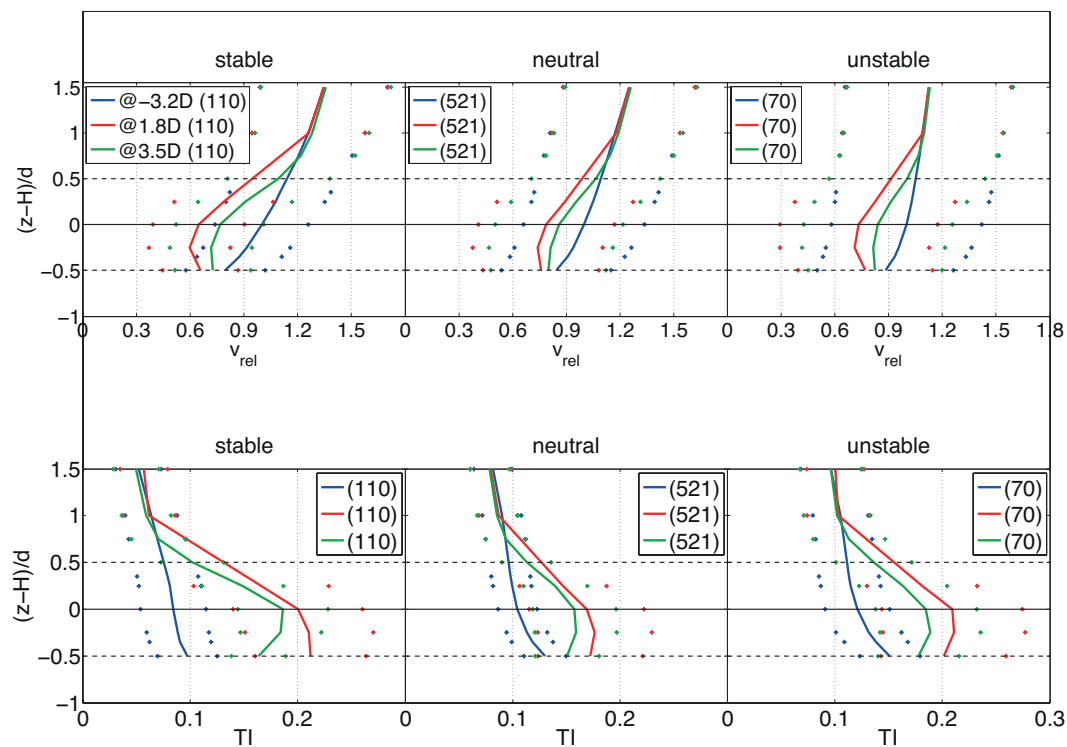 stable neutral unstable
1.5
1
0.5
0
−0.5
−1
(z−H)/d
@−3.2D (110)
@1.8D (110)
@3.5D (110)
(521)
(521)
(521)
(70)
(70)
(70)
0 0.3 0.6 0.9 1.2 1.5 0.3 0.6 0.9 1.2 1.5 0.3 0.6 0.9 1.2 1.5 1.8
v_rel v_rel v_rel
stable neutral unstable
1.5
1
0.5
0
−0.5
−1
(z−H)/d
(110)
(110)
(110)
(521)
(521)
(521)
(70)
(70)
(70)
0 0.1 0.2 0 0.1 0.2 0 0.1 0.2 0.3
TI TI TI